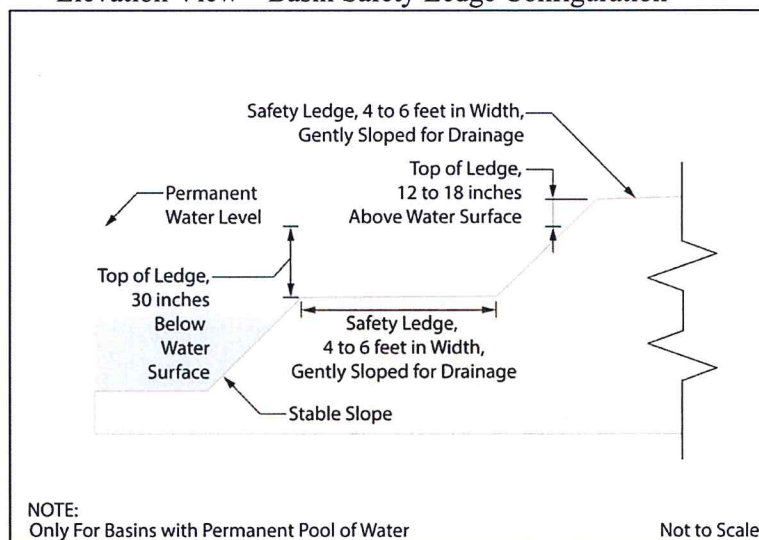 Elevation View – Basin Safety Ledge Configuration
Safety Ledge, 4 to 6 feet in Width,
Gently Sloped for Drainage
Top of Ledge,
12 to 18 inches
Above Water Surface
Permanent
Water Level
Top of Ledge,
30 inches
Below
Water
Surface
Safety Ledge,
4 to 6 feet in Width,
Gently Sloped for Drainage
Stable Slope
NOTE:
Only For Basins with Permanent Pool of Water
Not to Scale